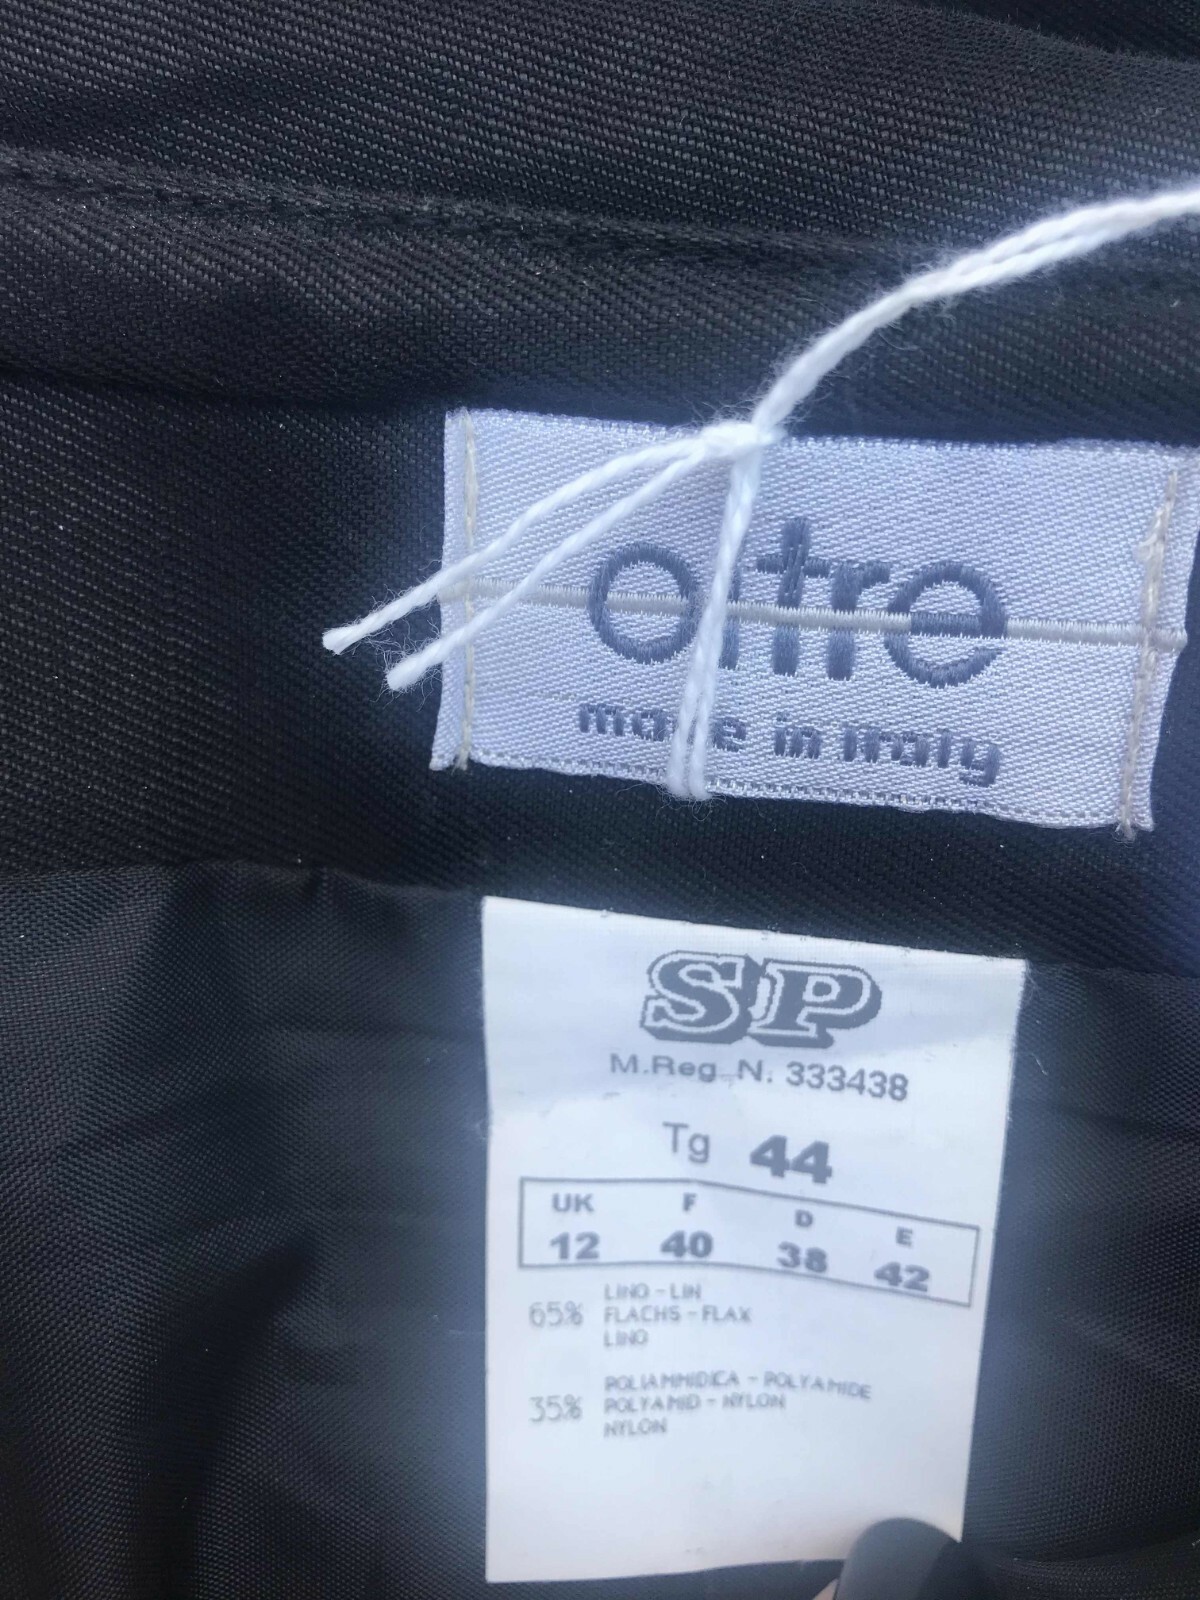 oltre
made in Italy
SP
M.Reg. N. 333438
Tg 44
UK F D E
12 40 38 42
65% LINO - LIN
FLACHS - FLAX
LINO
35% POLIAMMIDICA - POLYAMIDE
POLYAMID - NYLON
NYLON